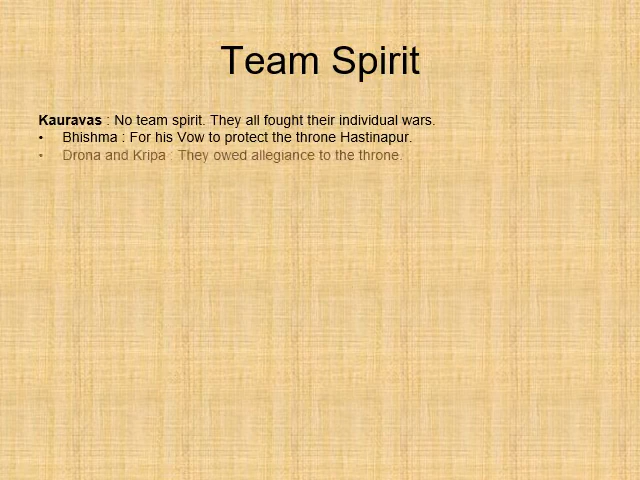 Team Spirit
Kauravas : No team spirit. They all fought their individual wars.
• Bhishma : For his Vow to protect the throne Hastinapur.
• Drona and Kripa : They owed allegiance to the throne.